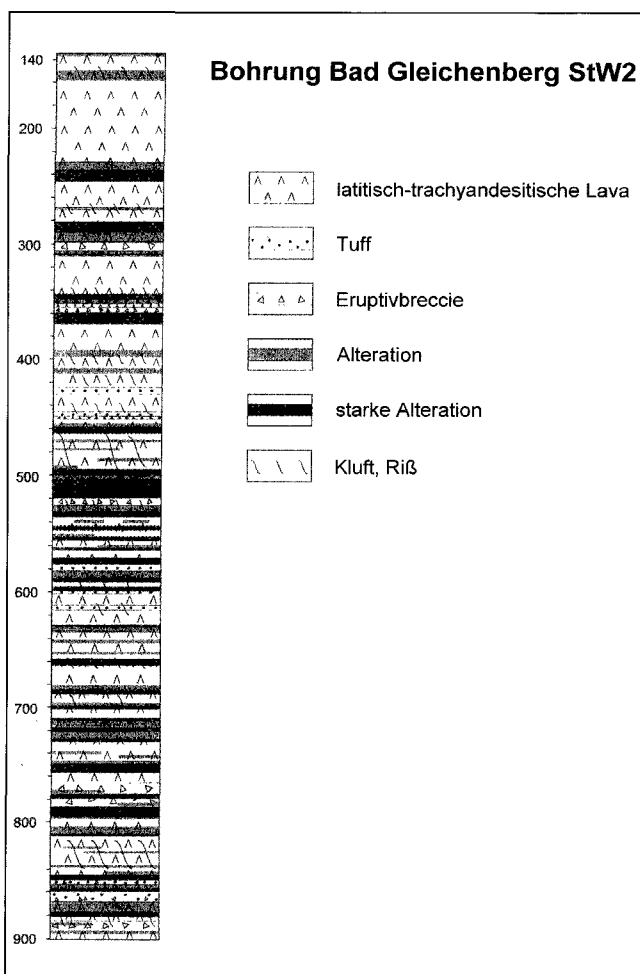 Bohrung Bad Gleichenberg StW2
140
200
300
400
500
600
700
800
900
latitisch-trachyandesitische Lava
Tuff
Eruptivbreccie
Alteration
starke Alteration
Kluft, Riß